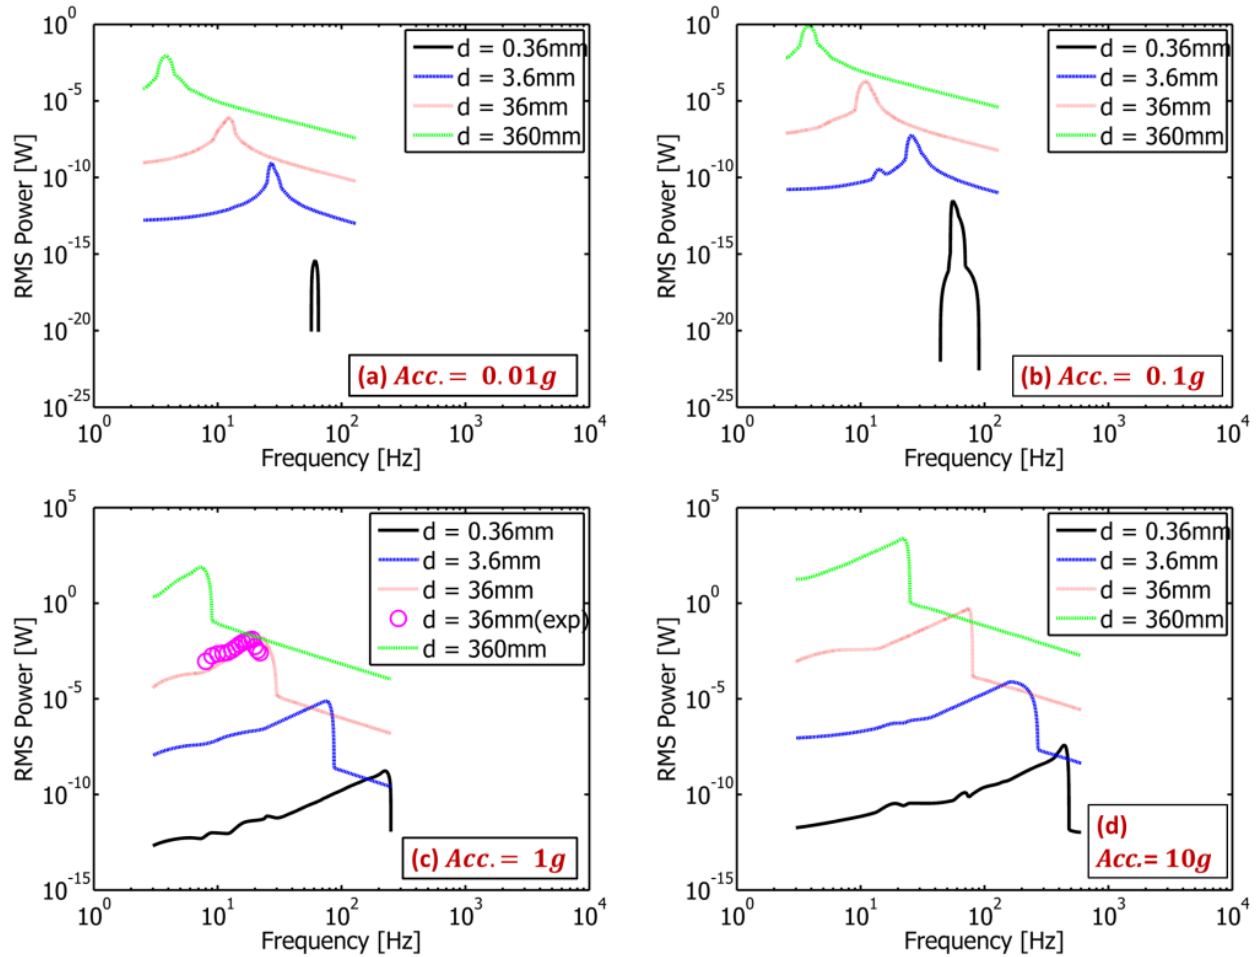 10^0
10^-5
10^-10
10^-15
10^-20
10^-25
RMS Power [W]
d = 0.36mm
d = 3.6mm
d = 36mm
d = 360mm
(a) Acc.= 0.01g
10^0 10^1 10^2 10^3 10^4
Frequency [Hz]
10^0
10^-5
10^-10
10^-15
10^-20
10^-25
RMS Power [W]
d = 0.36mm
d = 3.6mm
d = 36mm
d = 360mm
(b) Acc.= 0.1g
10^0 10^1 10^2 10^3 10^4
Frequency [Hz]
10^5
10^0
10^-5
10^-10
10^-15
RMS Power [W]
d = 0.36mm
d = 3.6mm
d = 36mm
d = 36mm(exp)
d = 360mm
(c) Acc.= 1g
10^0 10^1 10^2 10^3 10^4
Frequency [Hz]
10^5
10^0
10^-5
10^-10
10^-15
RMS Power [W]
d = 0.36mm
d = 3.6mm
d = 36mm
d = 360mm
(d)
Acc.= 10g
10^0 10^1 10^2 10^3 10^4
Frequency [Hz]